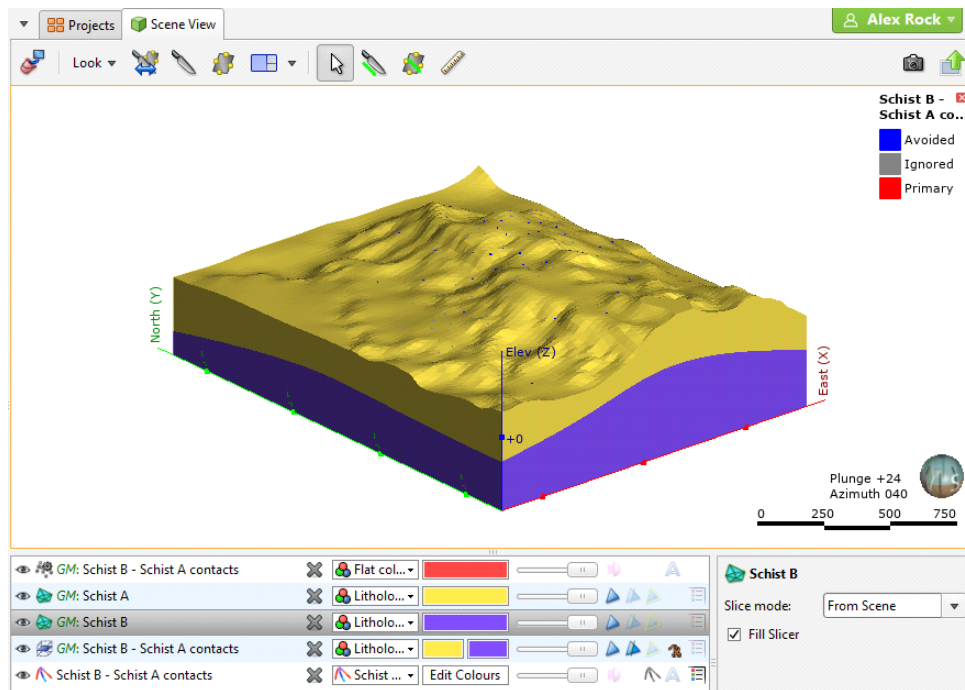 Projects
Scene View
Alex Rock
Look
Schist B -
Schist A co...
Avoided
Ignored
Primary
North (Y)
Elev (Z)
East (X)
+0
Plunge +24
Azimuth 040
0 250 500 750
GM: Schist B - Schist A contacts Flat col...
GM: Schist A Litholo...
GM: Schist B Litholo...
GM: Schist B - Schist A contacts Litholo...
Schist B - Schist A contacts Schist ... Edit Colours
Schist B
Slice mode: From Scene
Fill Slicer